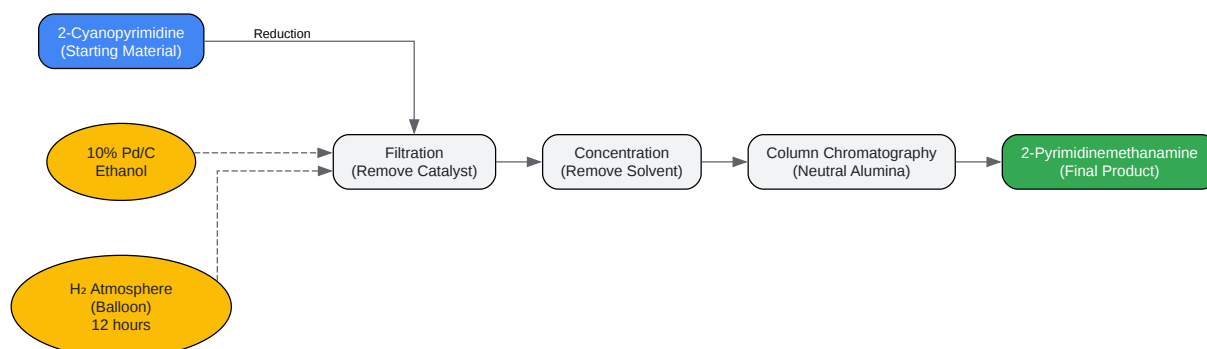 2-Cyanopyrimidine
(Starting Material)
Reduction
10% Pd/C
Ethanol
H₂ Atmosphere
(Balloon)
12 hours
Filtration
(Remove Catalyst)
Concentration
(Remove Solvent)
Column Chromatography
(Neutral Alumina)
2-Pyrimidinemethanamine
(Final Product)